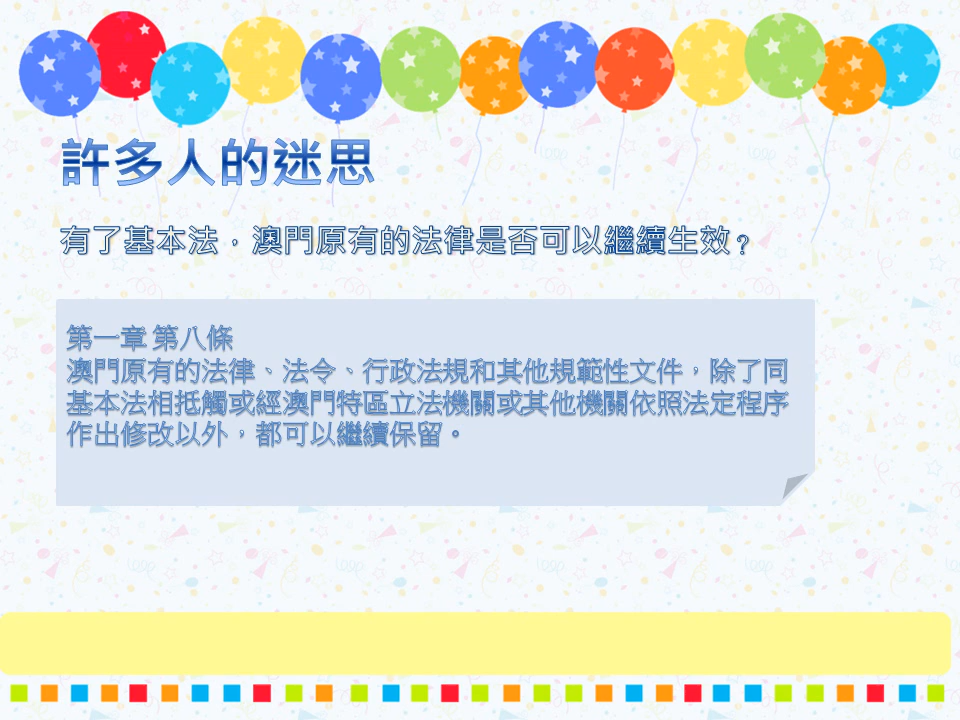 許多人的迷思
有了基本法，澳門原有的法律是否可以繼續生效？
第一章 第八條
澳門原有的法律、法令、行政法規和其他規範性文件，除了同
基本法相抵觸或經澳門特區立法機關或其他機關依照法定程序
作出修改以外，都可以繼續保留。